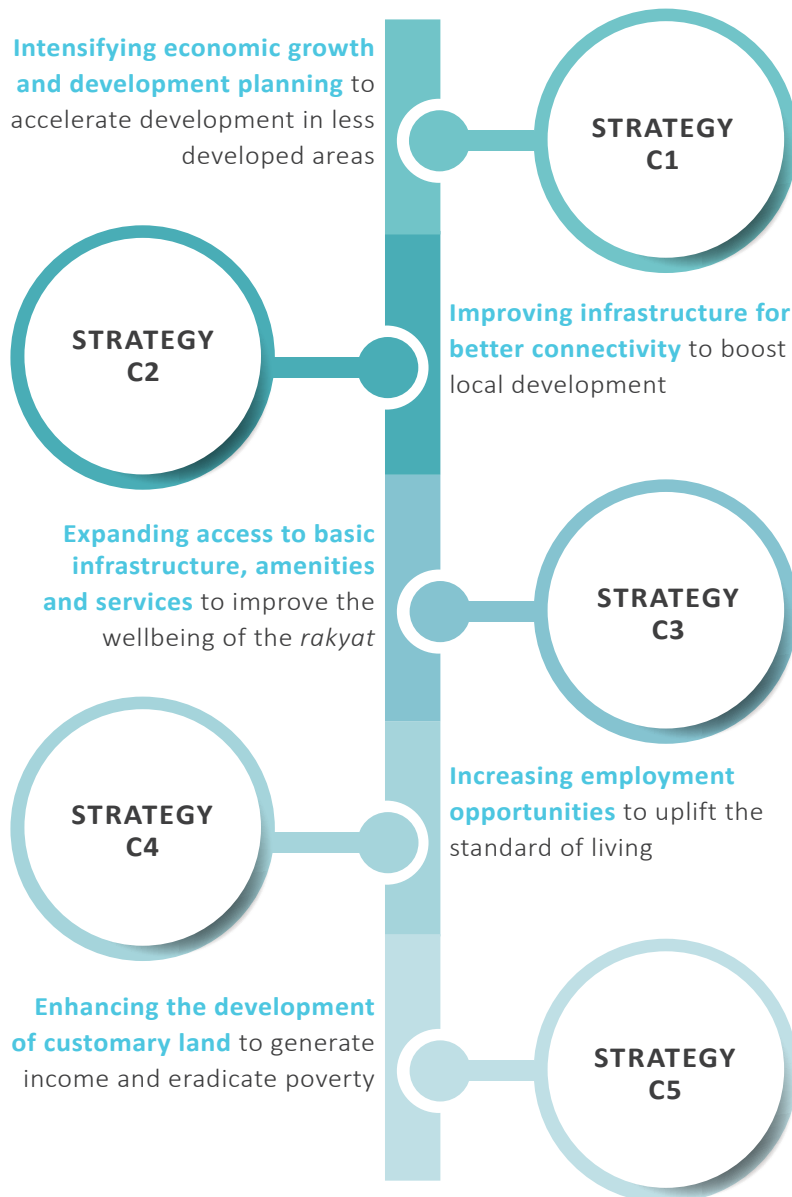 Intensifying economic growth
and development planning to
accelerate development in less
developed areas
STRATEGY
C1
STRATEGY
C2
Improving infrastructure for
better connectivity to boost
local development
Expanding access to basic
infrastructure, amenities
and services to improve the
wellbeing of the rakyat
STRATEGY
C3
STRATEGY
C4
Increasing employment
opportunities to uplift the
standard of living
Enhancing the development
of customary land to generate
income and eradicate poverty
STRATEGY
C5